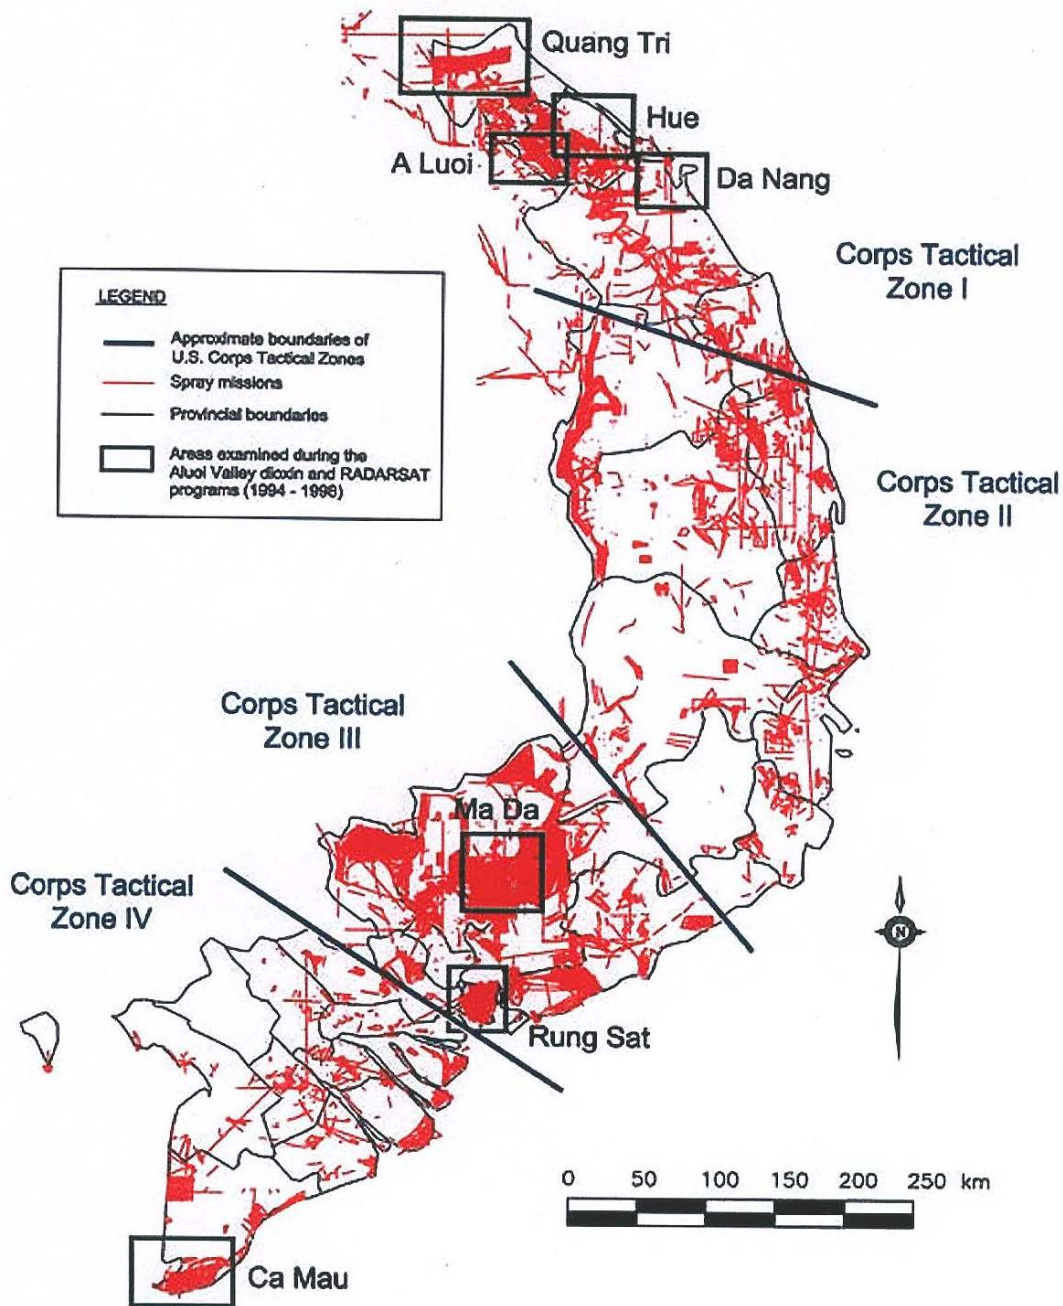 Quang Tri
Hue
A Luoi
Da Nang
Corps Tactical
Zone I
LEGEND
Approximate boundaries of
U.S. Corps Tactical Zones
Spray missions
Provincial boundaries
Areas examined during the
Aluoi Valley dioxin and RADARSAT
programs (1994 - 1998)
Corps Tactical
Zone II
Corps Tactical
Zone III
Ma Da
Corps Tactical
Zone IV
N
Rung Sat
0 50 100 150 200 250 km
Ca Mau